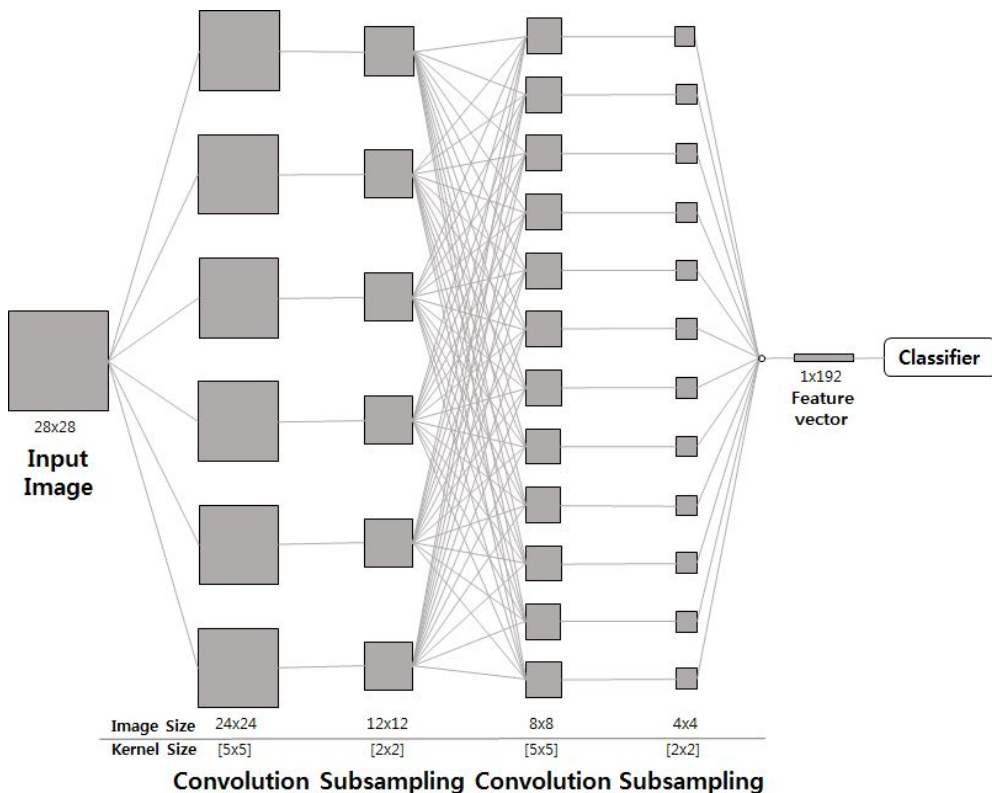 28x28
Input
Image
1x192
Feature
vector
Classifier
Image Size 24x24 12x12 8x8 4x4
Kernel Size [5x5] [2x2] [5x5] [2x2]
Convolution Subsampling Convolution Subsampling